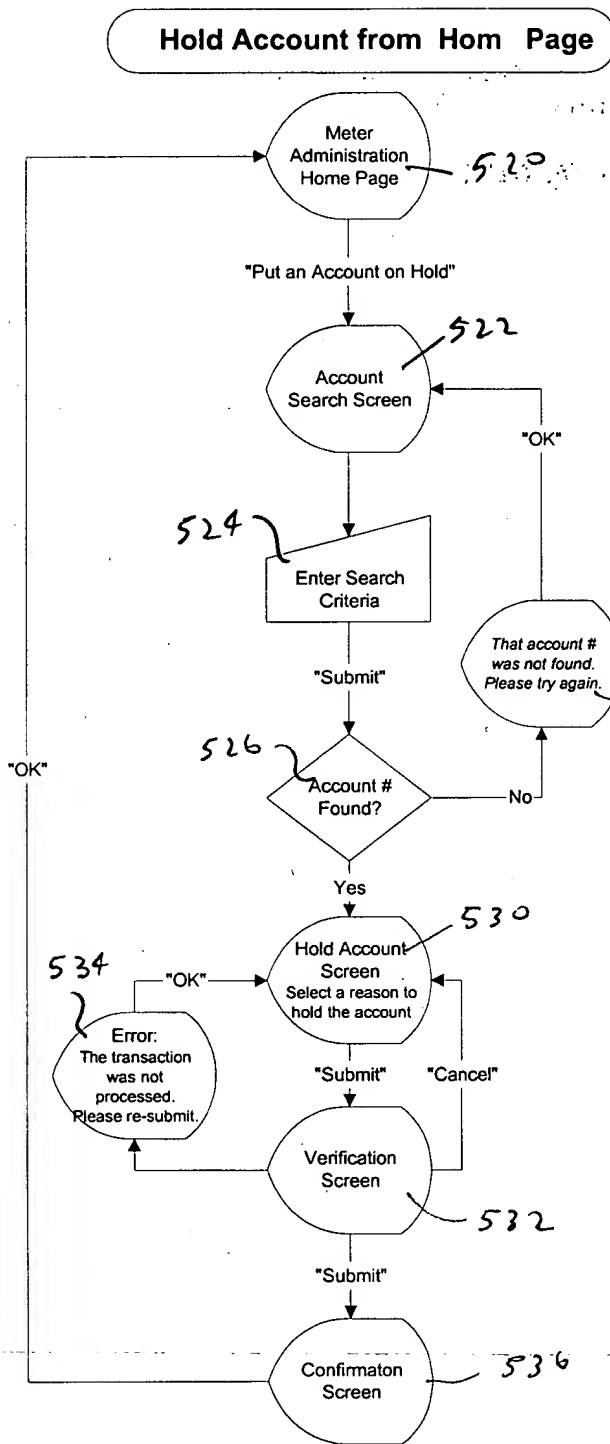 Hold Account from Hom Page
Meter
Administration
Home Page
520
"Put an Account on Hold"
522
Account
Search Screen
"OK"
524
Enter Search
Criteria
That account #
was not found.
Please try again.
"Submit"
526
"OK"
Account #
Found?
No
Yes
530
Hold Account
Screen
Select a reason to
hold the account
534
"OK"
Error:
The transaction
was not
processed.
Please re-submit.
"Submit"
"Cancel"
Verification
Screen
532
"Submit"
Confirmaton
Screen
536